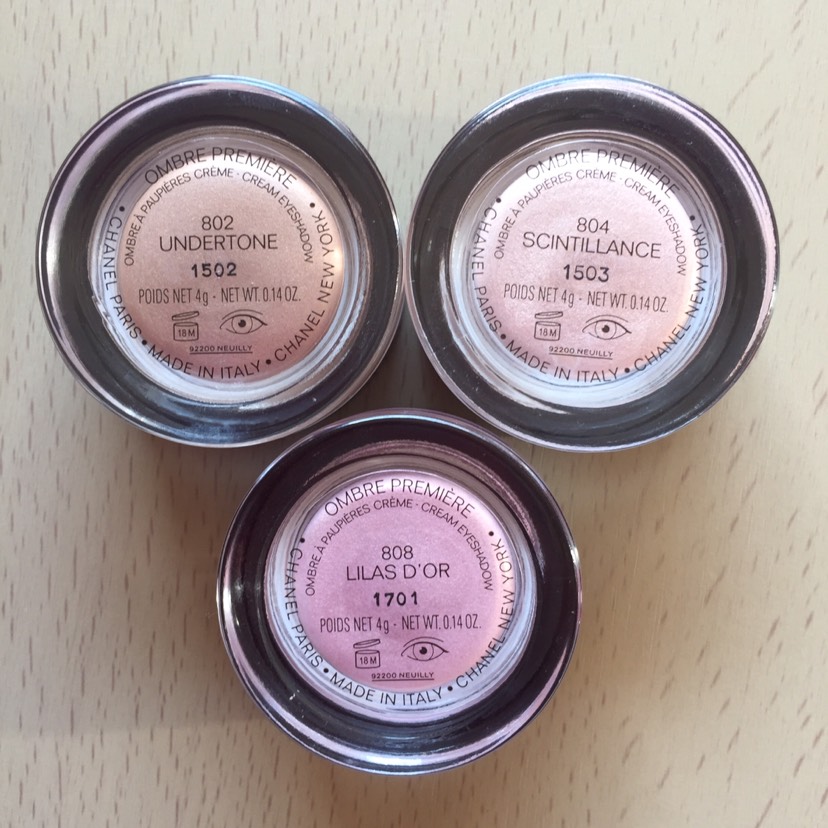 OMBRE PREMIÈRE
OMBRE À PAUPIÈRES CRÈME · CREAM EYESHADOW
802
UNDERTONE
1502
POIDS NET 4g - NET WT. 0.14 OZ.
18 M
92200 NEUILLY
• CHANEL PARIS • MADE IN ITALY • CHANEL NEW YORK •
OMBRE PREMIÈRE
OMBRE À PAUPIÈRES CRÈME · CREAM EYESHADOW
804
SCINTILLANCE
1503
POIDS NET 4g - NET WT. 0.14 OZ.
18 M
92200 NEUILLY
• CHANEL PARIS • MADE IN ITALY • CHANEL NEW YORK •
OMBRE PREMIÈRE
OMBRE À PAUPIÈRES CRÈME · CREAM EYESHADOW
808
LILAS D'OR
1701
POIDS NET 4g - NET WT. 0.14 OZ.
18 M
92200 NEUILLY
• CHANEL PARIS • MADE IN ITALY • CHANEL NEW YORK •